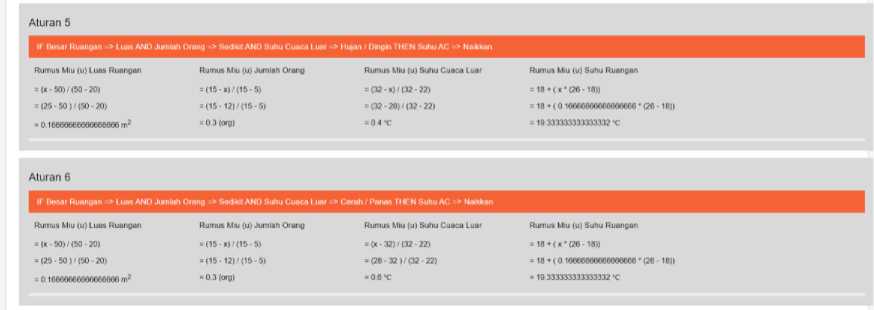 Aturan 5
IF Besar Ruangan => Luas AND Jumlah Orang => Sedikit AND Suhu Cuaca Luar => Hujan / Dingin THEN Suhu AC => Naikkan
Rumus Miu (u) Luas Ruangan Rumus Miu (u) Jumlah Orang Rumus Miu (u) Suhu Cuaca Luar Rumus Miu (u) Suhu Ruangan
= (x - 50) / (50 - 20) = (15 - x) / (15 - 5) = (32 - x) / (32 - 22) = 18 + ( x * (26 - 18))
= (25 - 50 ) / (50 - 20) = (15 - 12) / (15 - 5) = (32 - 28) / (32 - 22) = 18 + ( 0.16666666666666666 * (26 - 18))
= 0.16666666666666666 m² = 0.3 (org) = 0.4 °C = 19.333333333333332 °C
Aturan 6
IF Besar Ruangan => Luas AND Jumlah Orang => Sedikit AND Suhu Cuaca Luar => Cerah / Panas THEN Suhu AC => Naikkan
Rumus Miu (u) Luas Ruangan Rumus Miu (u) Jumlah Orang Rumus Miu (u) Suhu Cuaca Luar Rumus Miu (u) Suhu Ruangan
= (x - 50) / (50 - 20) = (15 - x) / (15 - 5) = (x - 32) / (32 - 22) = 18 + ( x * (26 - 18))
= (25 - 50 ) / (50 - 20) = (15 - 12) / (15 - 5) = (28 - 32 ) / (32 - 22) = 18 + ( 0.16666666666666666 * (26 - 18))
= 0.16666666666666666 m² = 0.3 (org) = 0.6 °C = 19.333333333333332 °C